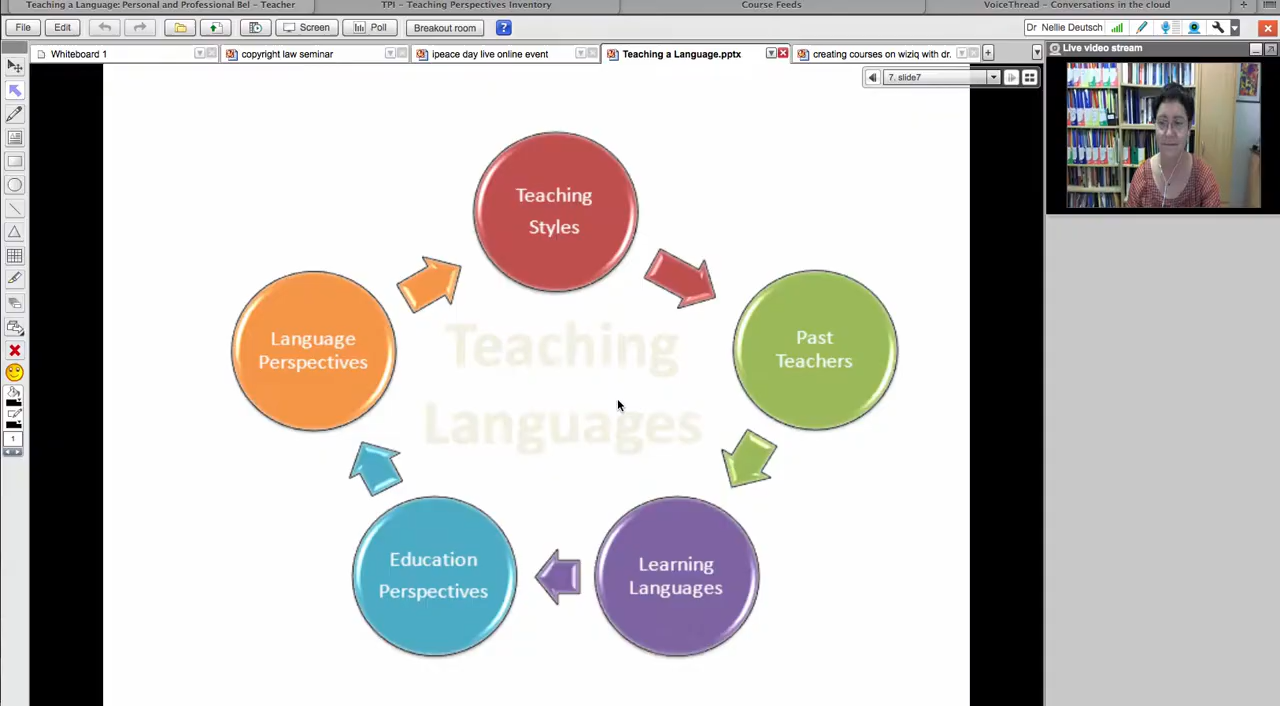 Teaching a Language: Personal and Professional Bel - Teacher
TPI – Teaching Perspectives Inventory
Course Feeds
VoiceThread – Conversations in the cloud
File
Edit
Screen
Poll
Breakout room
?
Dr Nellie Deutsch
Whiteboard 1
copyright law seminar
ipeace day live online event
Teaching a Language.pptx
creating courses on wiziq with dr.
Live video stream
7. slide7
Teaching
Styles
Past
Teachers
Language
Perspectives
Teaching
Languages
Education
Perspectives
Learning
Languages
1